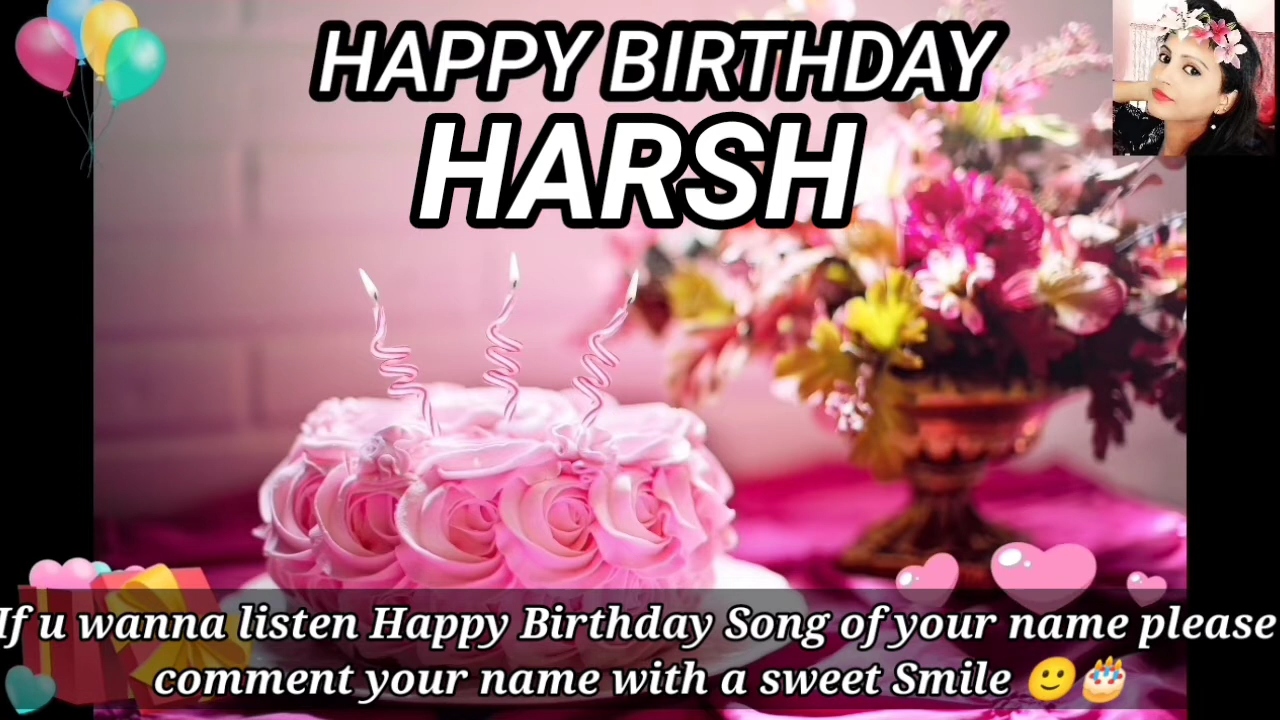 HAPPY BIRTHDAY
HARSH
If u wanna listen Happy Birthday Song of your name please
comment your name with a sweet Smile 🙂🎂